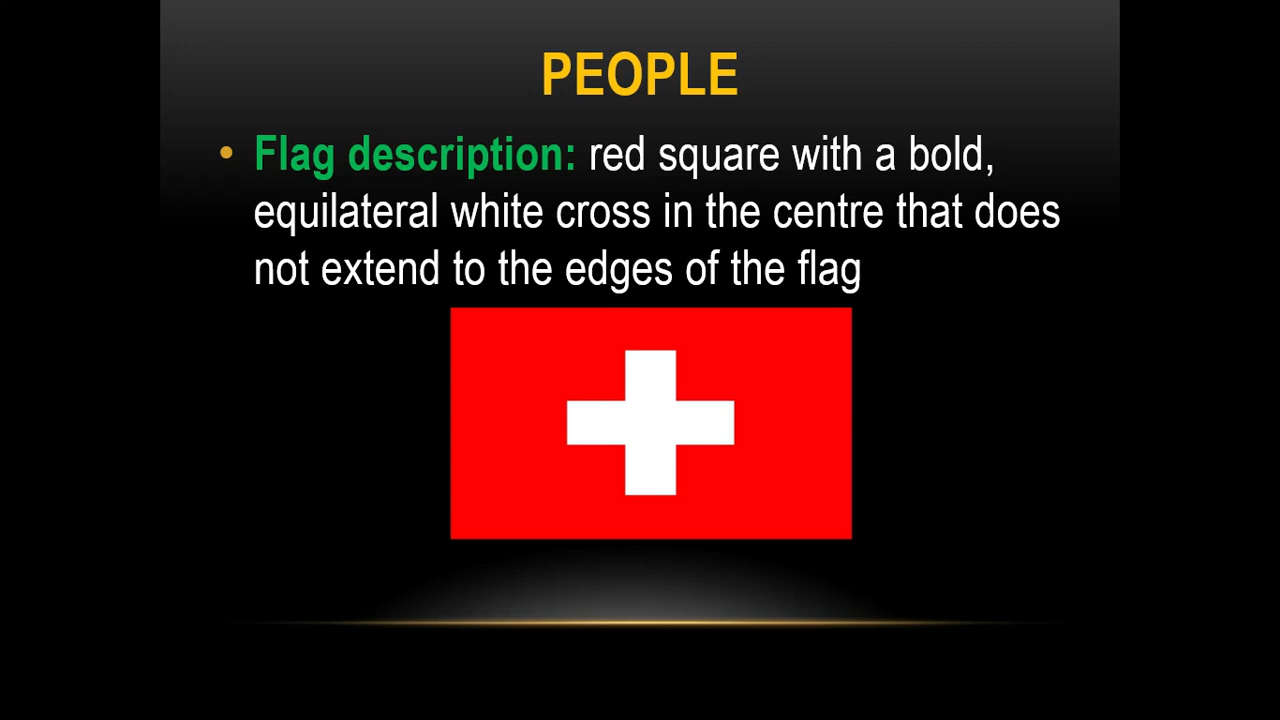 PEOPLE
• Flag description: red square with a bold,
equilateral white cross in the centre that does
not extend to the edges of the flag